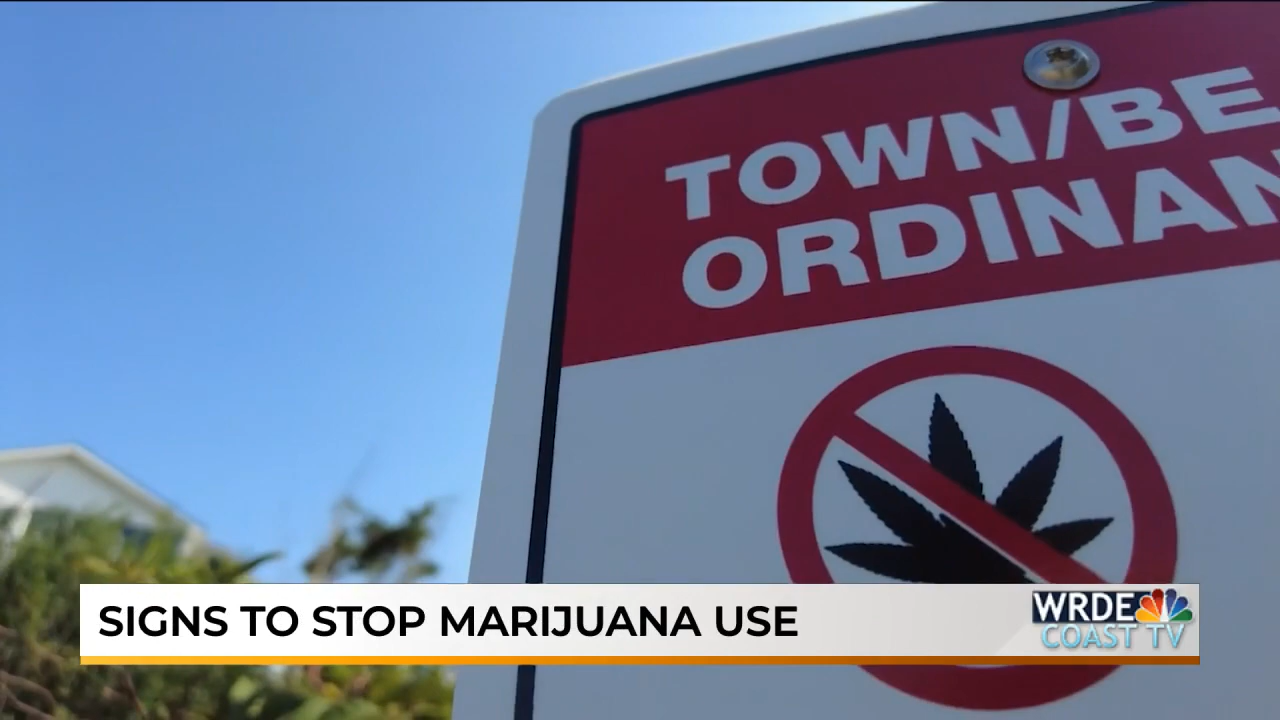 TOWN/BE
ORDINAN
SIGNS TO STOP MARIJUANA USE
WRDE
COAST TV